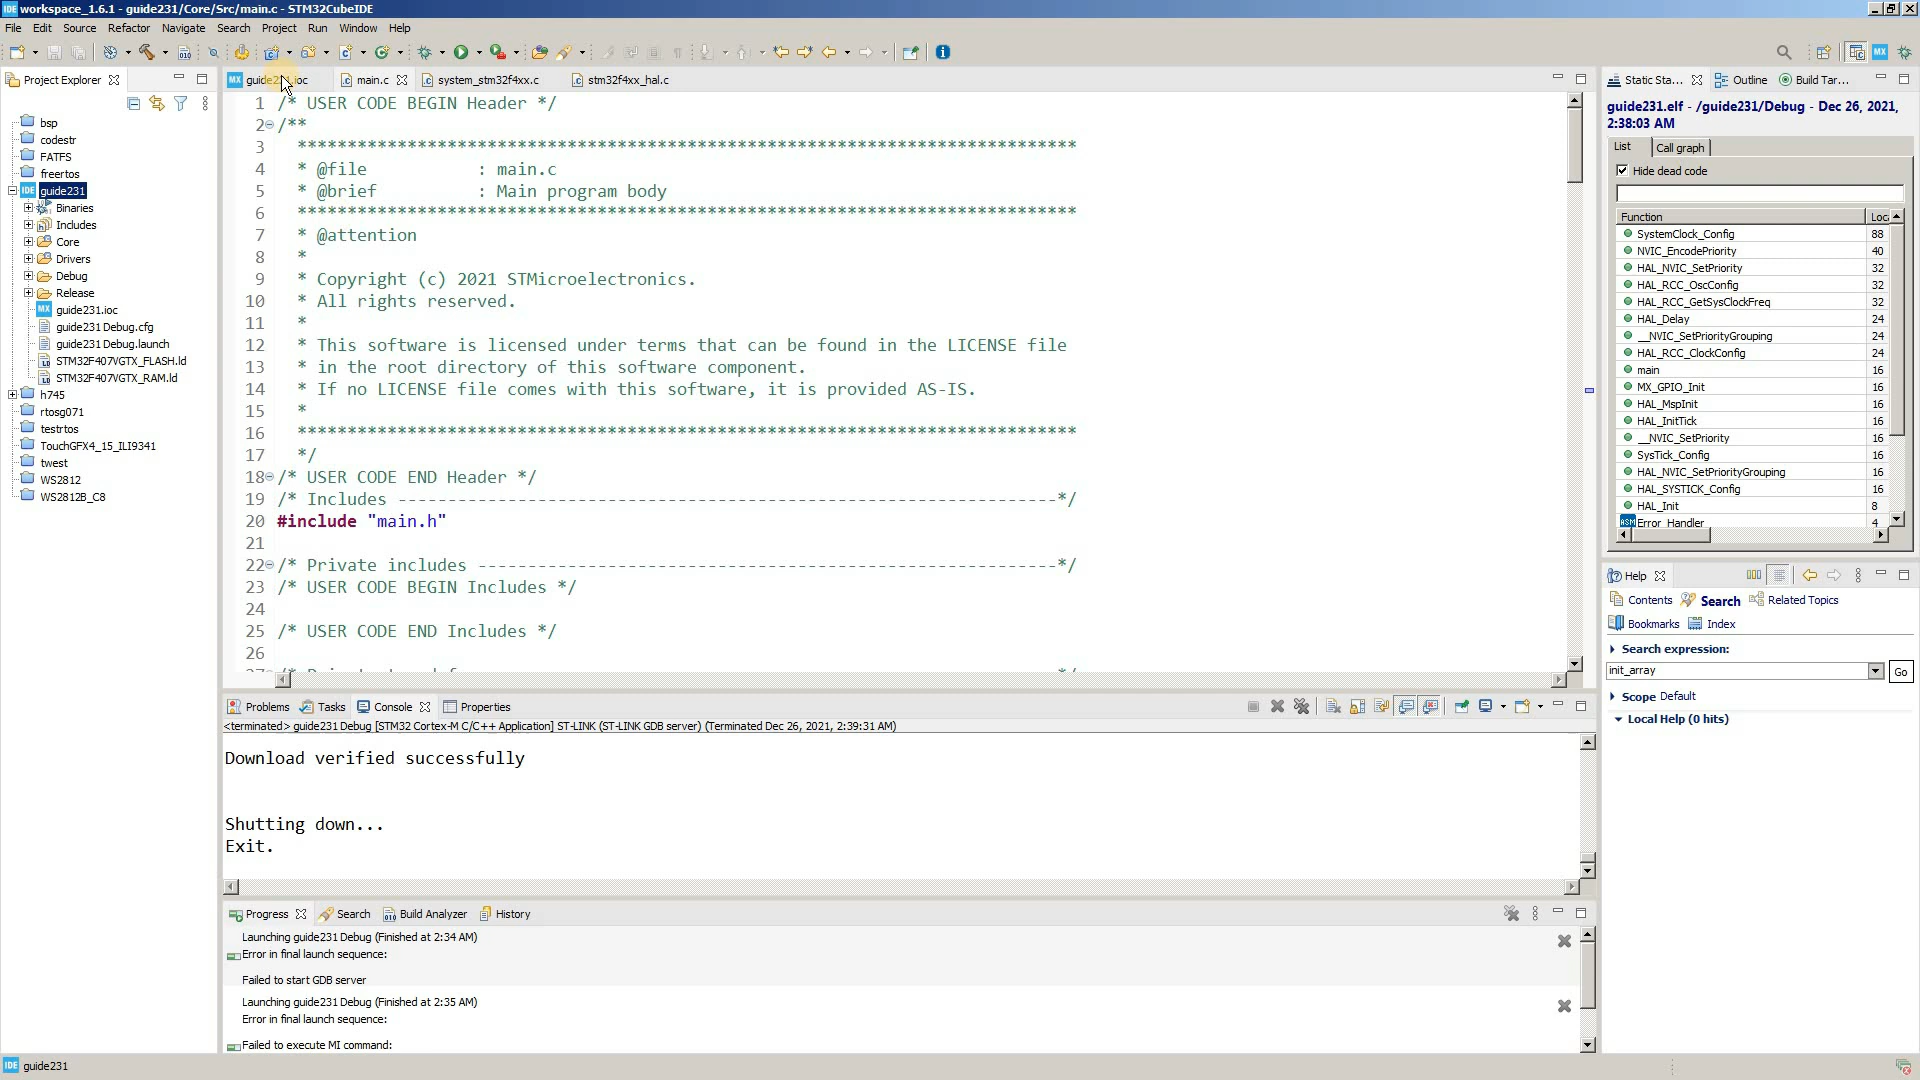 workspace_1.6.1 - guide231/Core/Src/main.c - STM32CubeIDE
File Edit Source Refactor Navigate Search Project Run Window Help
Project Explorer
guide231.ioc main.c system_stm32f4xx.c stm32f4xx_hal.c
bsp
codestr
FATFS
freertos
IDE guide231
Binaries
Includes
Core
Drivers
Debug
Release
MX guide231.ioc
guide231 Debug.cfg
guide231 Debug.launch
STM32F407VGTX_FLASH.ld
STM32F407VGTX_RAM.ld
h745
rtosg071
testrtos
TouchGFX4_15_ILI9341
twest
WS2812
WS2812B_C8
1 /* USER CODE BEGIN Header */
2 /**
3 ******************************************************************************
4 * @file : main.c
5 * @brief : Main program body
6 ******************************************************************************
7 * @attention
8 *
9 * Copyright (c) 2021 STMicroelectronics.
10 * All rights reserved.
11 *
12 * This software is licensed under terms that can be found in the LICENSE file
13 * in the root directory of this software component.
14 * If no LICENSE file comes with this software, it is provided AS-IS.
15 *
16 ******************************************************************************
17 */
18 /* USER CODE END Header */
19 /* Includes ------------------------------------------------------------------*/
20 #include "main.h"
21
22 /* Private includes ----------------------------------------------------------*/
23 /* USER CODE BEGIN Includes */
24
25 /* USER CODE END Includes */
26
Problems Tasks Console Properties
<terminated> guide231 Debug [STM32 Cortex-M C/C++ Application] ST-LINK (ST-LINK GDB server) (Terminated Dec 26, 2021, 2:39:31 AM)
Download verified successfully
Shutting down...
Exit.
Progress Search Build Analyzer History
Launching guide231 Debug (Finished at 2:34 AM)
Error in final launch sequence:
Failed to start GDB server
Launching guide231 Debug (Finished at 2:35 AM)
Error in final launch sequence:
Failed to execute MI command:
Static Sta... Outline Build Tar...
guide231.elf - /guide231/Debug - Dec 26, 2021,
2:38:03 AM
List Call graph
Hide dead code
Function Loca
SystemClock_Config 88
NVIC_EncodePriority 40
HAL_NVIC_SetPriority 32
HAL_RCC_OscConfig 32
HAL_RCC_GetSysClockFreq 32
HAL_Delay 24
__NVIC_SetPriorityGrouping 24
HAL_RCC_ClockConfig 24
main 16
MX_GPIO_Init 16
HAL_MspInit 16
HAL_InitTick 16
__NVIC_SetPriority 16
SysTick_Config 16
HAL_NVIC_SetPriorityGrouping 16
HAL_SYSTICK_Config 16
HAL_Init 8
ASM Error_Handler 4
Help
Contents Search Related Topics
Bookmarks Index
Search expression:
init_array Go
Scope Default
Local Help (0 hits)
IDE guide231